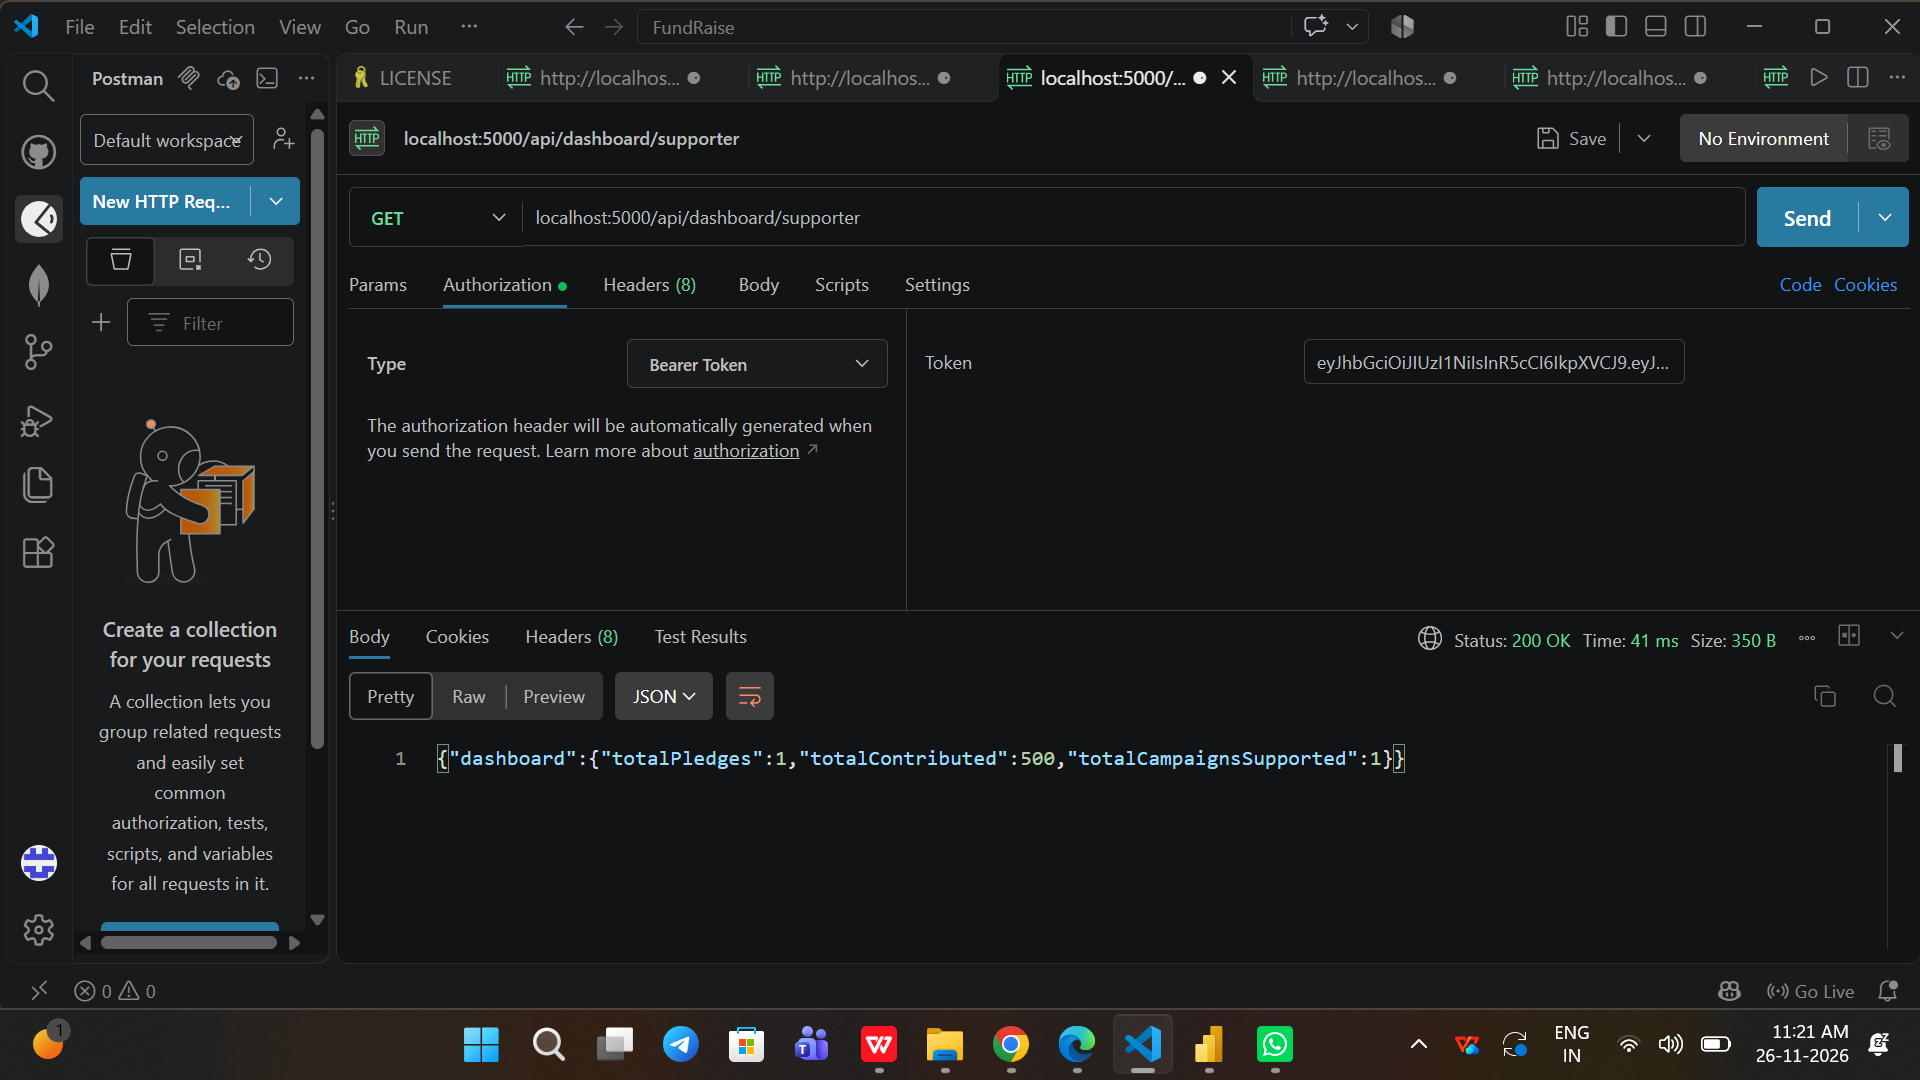 File Edit Selection View Go Run ...
FundRaise
Postman
LICENSE
http://localhos...
http://localhos...
localhost:5000/...
http://localhos...
http://localhos...
Default workspace
HTTP
localhost:5000/api/dashboard/supporter
Save
No Environment
New HTTP Req...
GET
localhost:5000/api/dashboard/supporter
Send
Filter
Params
Authorization
Headers (8)
Body
Scripts
Settings
Code
Cookies
Type
Bearer Token
The authorization header will be automatically generated when
you send the request. Learn more about authorization
Token
eyJhbGciOiJIUzI1NiIsInR5cCI6IkpXVCJ9.eyJ...
Create a collection
for your requests
A collection lets you
group related requests
and easily set
common
authorization, tests,
scripts, and variables
for all requests in it.
Body
Cookies
Headers (8)
Test Results
Status: 200 OK Time: 41 ms Size: 350 B
Pretty
Raw
Preview
JSON
1 {"dashboard":{"totalPledges":1,"totalContributed":500,"totalCampaignsSupported":1}}
0 0
Go Live
1
ENG
IN
11:21 AM
26-11-2026